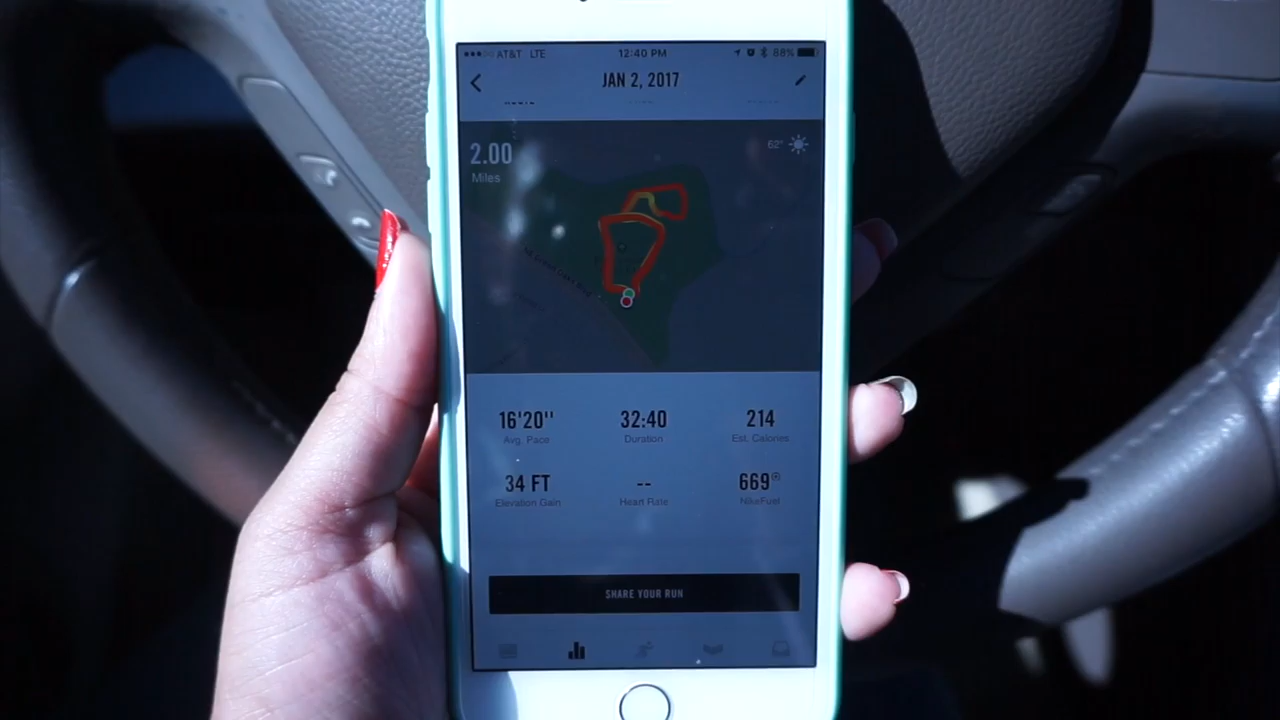 AT&T LTE 12:40 PM 88%
JAN 2, 2017
2.00 62°
Miles
16'20" 32:40 214
Avg. Pace Duration Est. Calories
34 FT -- 669
Elevation Gain Heart Rate NikeFuel
SHARE YOUR RUN